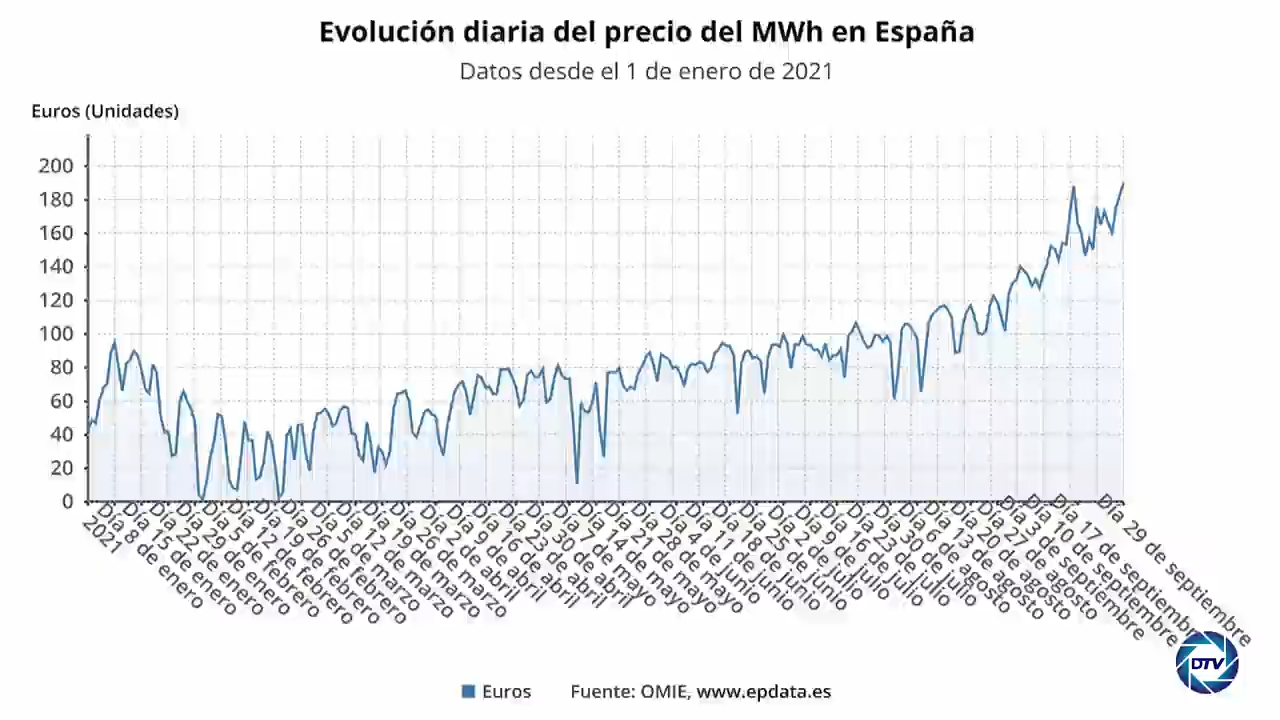 Evolución diaria del precio del MWh en España
Datos desde el 1 de enero de 2021
Euros (Unidades)
200
180
160
140
120
100
80
60
40
20
0
2021
Día 8 de enero
Día 15 de enero
Día 22 de enero
Día 29 de enero
Día 5 de febrero
Día 12 de febrero
Día 19 de febrero
Día 26 de febrero
Día 5 de marzo
Día 12 de marzo
Día 19 de marzo
Día 26 de marzo
Día 2 de abril
Día 9 de abril
Día 16 de abril
Día 23 de abril
Día 30 de abril
Día 7 de mayo
Día 14 de mayo
Día 21 de mayo
Día 28 de mayo
Día 4 de junio
Día 11 de junio
Día 18 de junio
Día 25 de junio
Día 2 de julio
Día 9 de julio
Día 16 de julio
Día 23 de julio
Día 30 de julio
Día 6 de agosto
Día 13 de agosto
Día 20 de agosto
Día 27 de agosto
Día 3 de septiembre
Día 10 de septiembre
Día 17 de septiembre
Día 29 de septiembre
DTV
Euros Fuente: OMIE, www.epdata.es